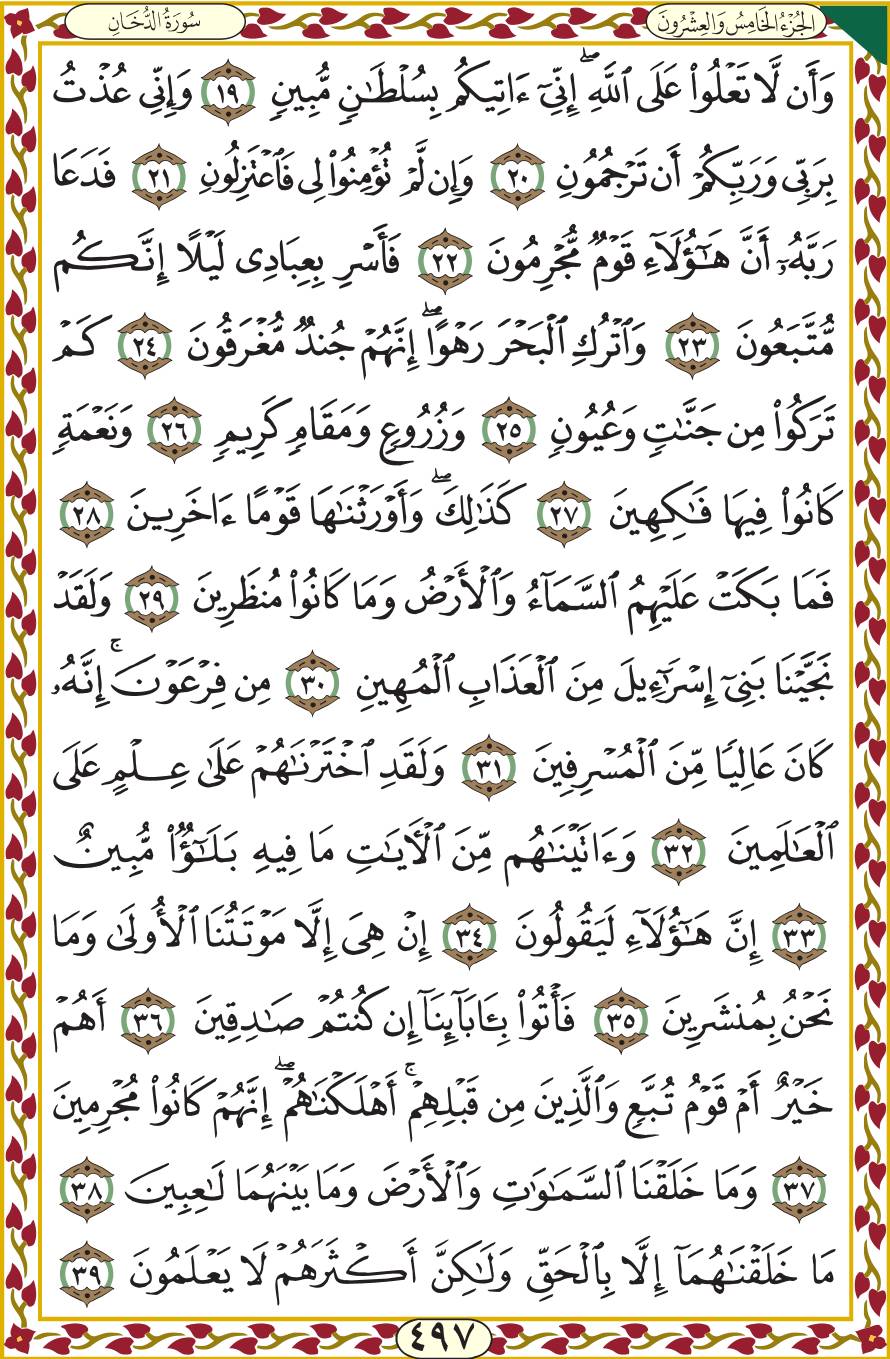 الجُزْءُ الخَامِسُ وَالعِشْرُونَ
سُورَةُ الدُّخَانِ
وَأَن لَّا تَعْلُوا۟ عَلَى ٱللَّهِ ۖ إِنِّىٓ ءَاتِيكُم بِسُلْطَـٰنٍ مُّبِينٍ ١٩ وَإِنِّى عُذْتُ
بِرَبِّى وَرَبِّكُمْ أَن تَرْجُمُونِ ٢٠ وَإِن لَّمْ تُؤْمِنُوا۟ لِى فَٱعْتَزِلُونِ ٢١ فَدَعَا
رَبَّهُۥٓ أَنَّ هَـٰٓؤُلَآءِ قَوْمٌ مُّجْرِمُونَ ٢٢ فَأَسْرِ بِعِبَادِى لَيْلًا إِنَّكُم
مُّتَّبَعُونَ ٢٣ وَٱتْرُكِ ٱلْبَحْرَ رَهْوًا ۖ إِنَّهُمْ جُندٌ مُّغْرَقُونَ ٢٤ كَمْ
تَرَكُوا۟ مِن جَنَّـٰتٍ وَعُيُونٍ ٢٥ وَزُرُوعٍ وَمَقَامٍ كَرِيمٍ ٢٦ وَنَعْمَةٍ
كَانُوا۟ فِيهَا فَـٰكِهِينَ ٢٧ كَذَٰلِكَ ۖ وَأَوْرَثْنَـٰهَا قَوْمًا ءَاخَرِينَ ٢٨
فَمَا بَكَتْ عَلَيْهِمُ ٱلسَّمَآءُ وَٱلْأَرْضُ وَمَا كَانُوا۟ مُنظَرِينَ ٢٩ وَلَقَدْ
نَجَّيْنَا بَنِىٓ إِسْرَٰٓءِيلَ مِنَ ٱلْعَذَابِ ٱلْمُهِينِ ٣٠ مِن فِرْعَوْنَ ۚ إِنَّهُۥ
كَانَ عَالِيًا مِّنَ ٱلْمُسْرِفِينَ ٣١ وَلَقَدِ ٱخْتَرْنَـٰهُمْ عَلَىٰ عِلْمٍ عَلَى
ٱلْعَـٰلَمِينَ ٣٢ وَءَاتَيْنَـٰهُم مِّنَ ٱلْـَٔايَـٰتِ مَا فِيهِ بَلَـٰٓؤٌا۟ مُّبِينٌ
٣٣ إِنَّ هَـٰٓؤُلَآءِ لَيَقُولُونَ ٣٤ إِنْ هِىَ إِلَّا مَوْتَتُنَا ٱلْأُولَىٰ وَمَا
نَحْنُ بِمُنشَرِينَ ٣٥ فَأْتُوا۟ بِـَٔابَآئِنَآ إِن كُنتُمْ صَـٰدِقِينَ ٣٦ أَهُمْ
خَيْرٌ أَمْ قَوْمُ تُبَّعٍ وَٱلَّذِينَ مِن قَبْلِهِمْ ۚ أَهْلَكْنَـٰهُمْ ۖ إِنَّهُمْ كَانُوا۟ مُجْرِمِينَ
٣٧ وَمَا خَلَقْنَا ٱلسَّمَـٰوَٰتِ وَٱلْأَرْضَ وَمَا بَيْنَهُمَا لَـٰعِبِينَ ٣٨
مَا خَلَقْنَـٰهُمَآ إِلَّا بِٱلْحَقِّ وَلَـٰكِنَّ أَكْثَرَهُمْ لَا يَعْلَمُونَ ٣٩
٤٩٧